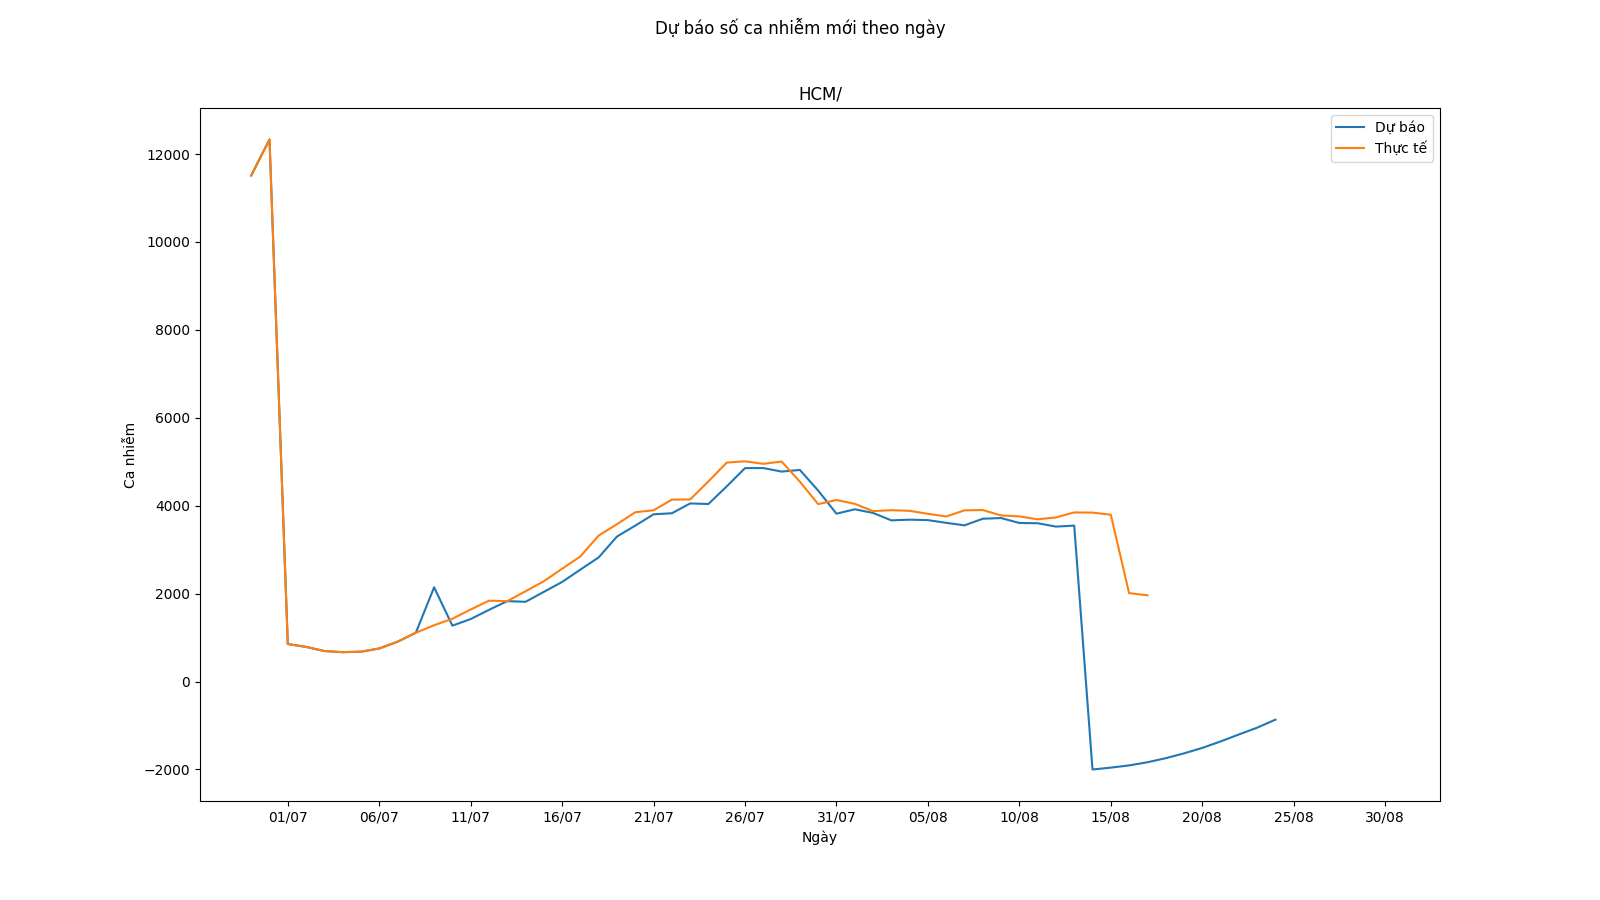 Dự báo số ca nhiễm mới theo ngày
HCM/
Dự báo
Thực tế
12000
10000
8000
6000
4000
2000
0
−2000
Ca nhiễm
01/07 06/07 11/07 16/07 21/07 26/07 31/07 05/08 10/08 15/08 20/08 25/08 30/08
Ngày